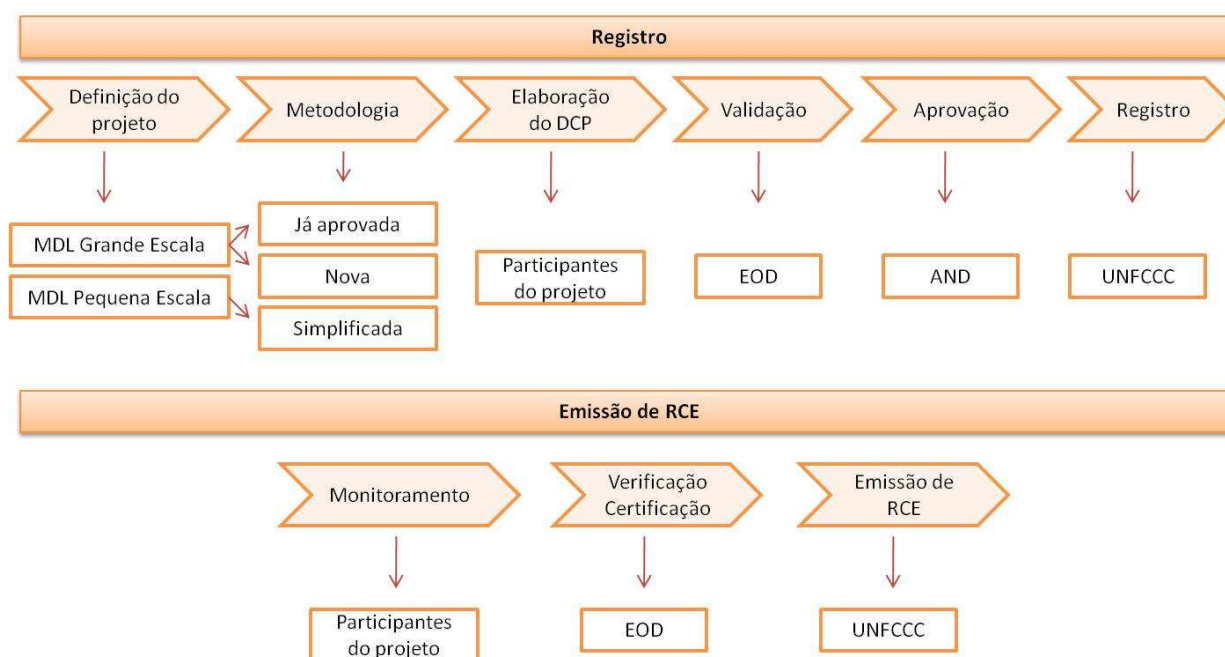 Registro
Definição do
projeto
Metodologia
Elaboração
do DCP
Validação
Aprovação
Registro
MDL Grande Escala
MDL Pequena Escala
Já aprovada
Nova
Simplificada
Participantes
do projeto
EOD
AND
UNFCCC
Emissão de RCE
Monitoramento
Verificação
Certificação
Emissão de
RCE
Participantes
do projeto
EOD
UNFCCC